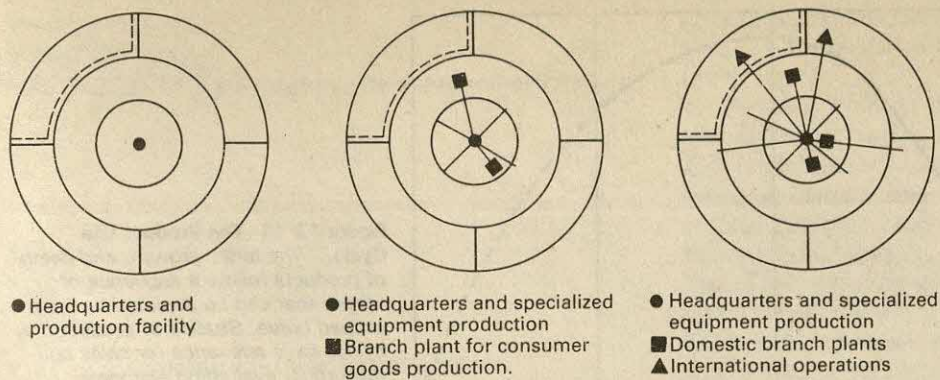 Headquarters and
production facility
Headquarters and specialized
equipment production
Branch plant for consumer
goods production.
Headquarters and specialized
equipment production
Domestic branch plants
International operations